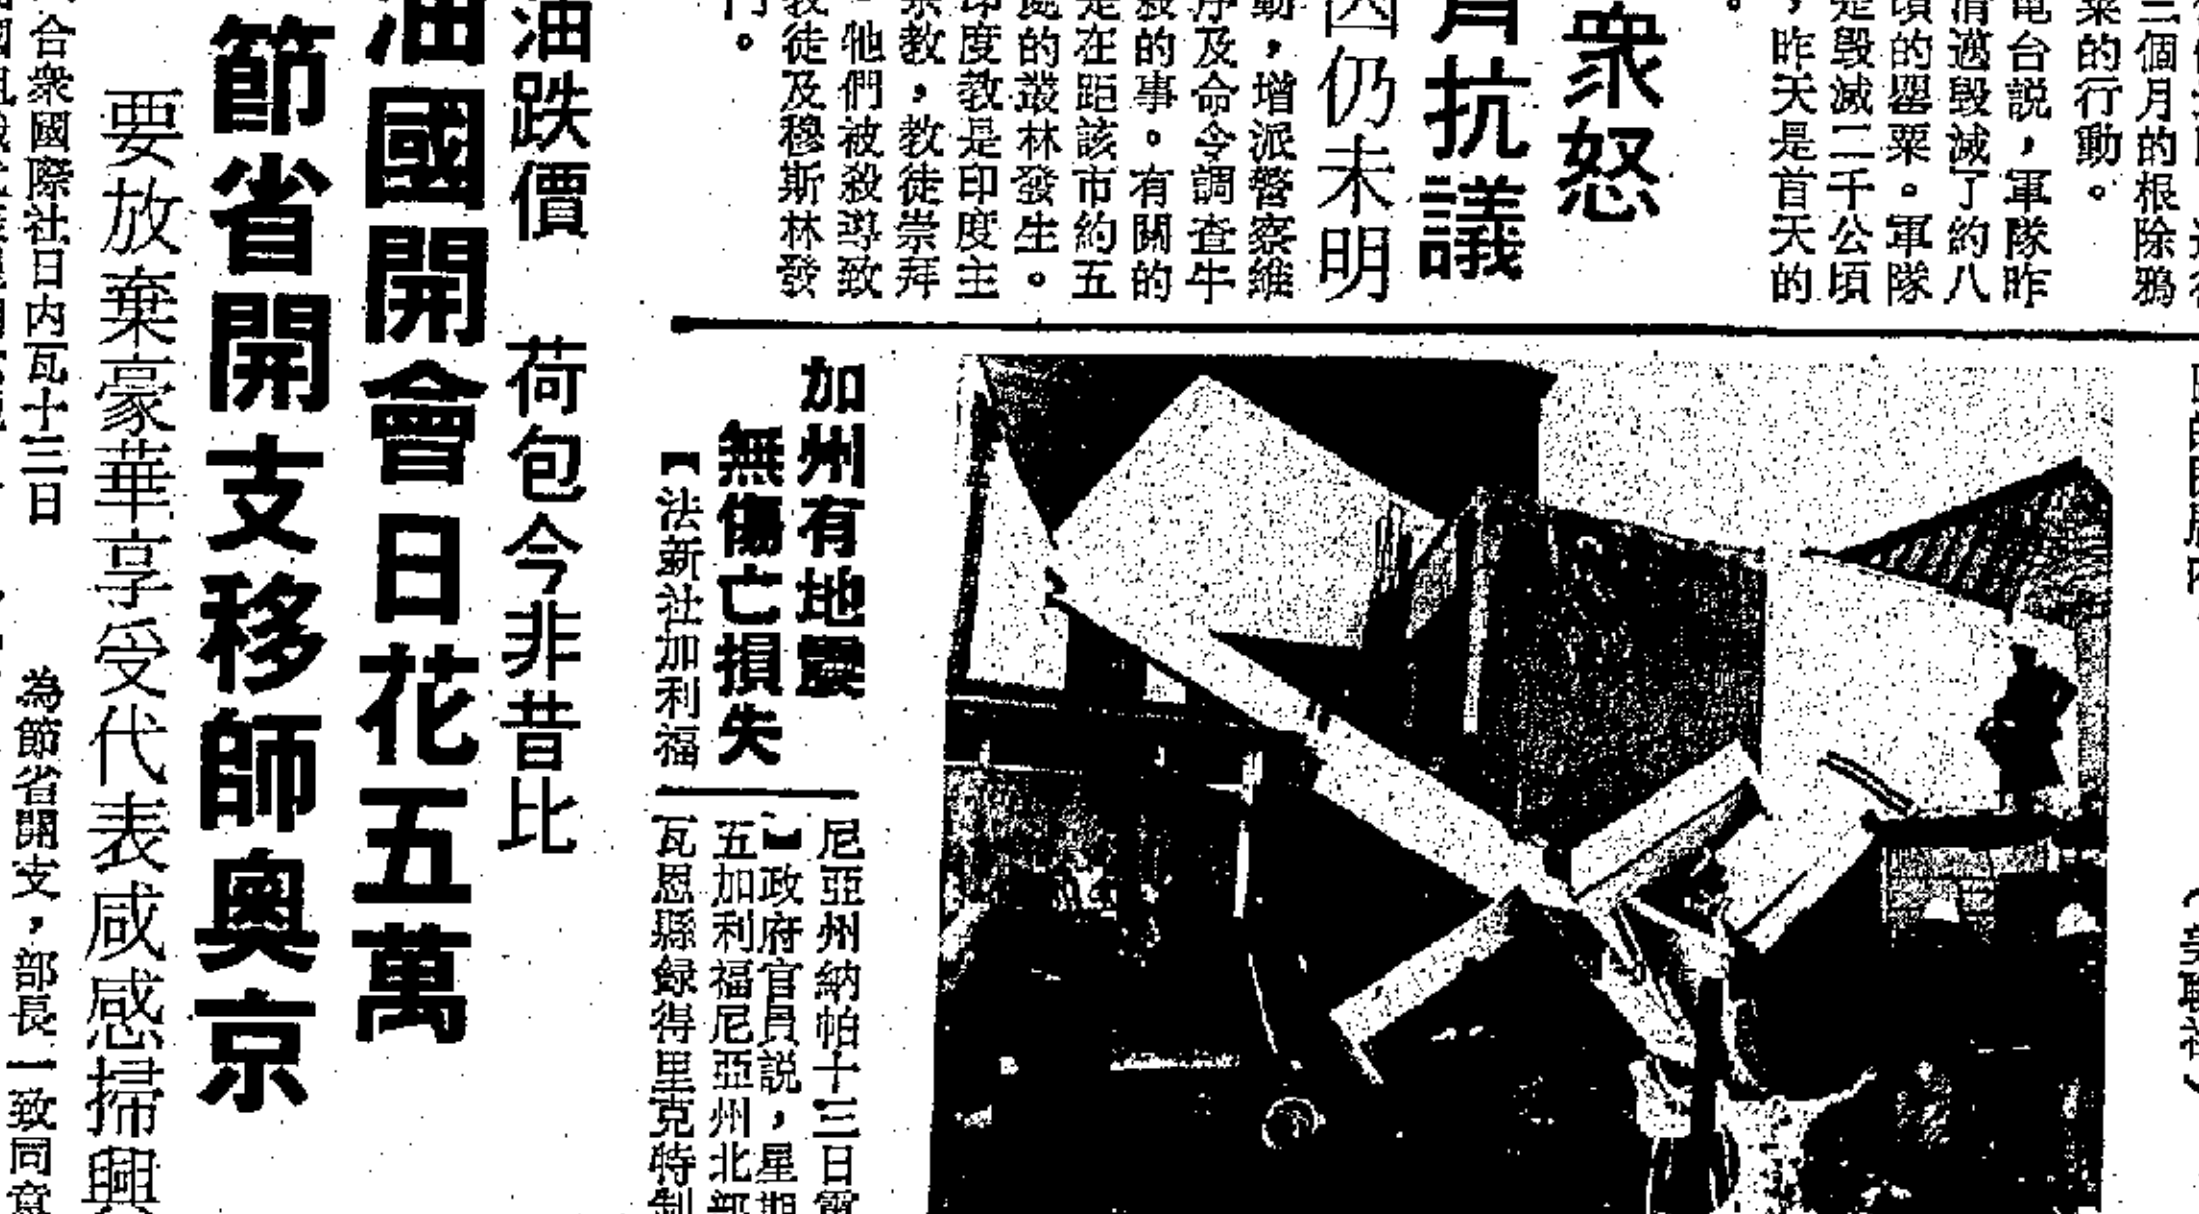 三個月的根除鴉
粟的行動。
電台説，軍隊昨
清邁毀滅了約八
頃的罌粟。軍隊
是毀滅二千公頃
，昨天是首天的
衆怒
抗議
因仍未明
動，增派警察維
序及命令調查牛
殺的事。有關的
是在距該市約五
處的叢林發生。
印度教是印度主
宗教，教徒崇拜
。牠們被殺導致
教徒及穆斯林發
鬥。
加州有地震
無傷亡損失
【法新社加利福
尼亞州納帕十三日電
】政府官員説，星期
五加利福尼亞州北部
瓦恩縣錄得里克特制
油跌價 荷包今非昔比
油國開會日花五萬
節省開支移師奧京
要放棄豪華享受代表咸感掃興
合衆國際社日內瓦十三日
為節省開支，部長一致同意